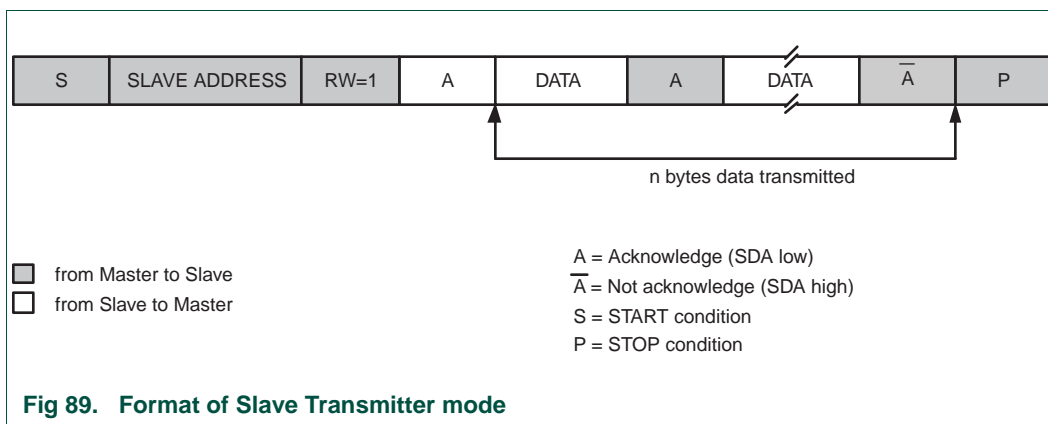 S SLAVE ADDRESS RW=1 A DATA A DATA A̅ P
n bytes data transmitted
from Master to Slave
from Slave to Master
A = Acknowledge (SDA low)
A̅ = Not acknowledge (SDA high)
S = START condition
P = STOP condition
Fig 89. Format of Slave Transmitter mode